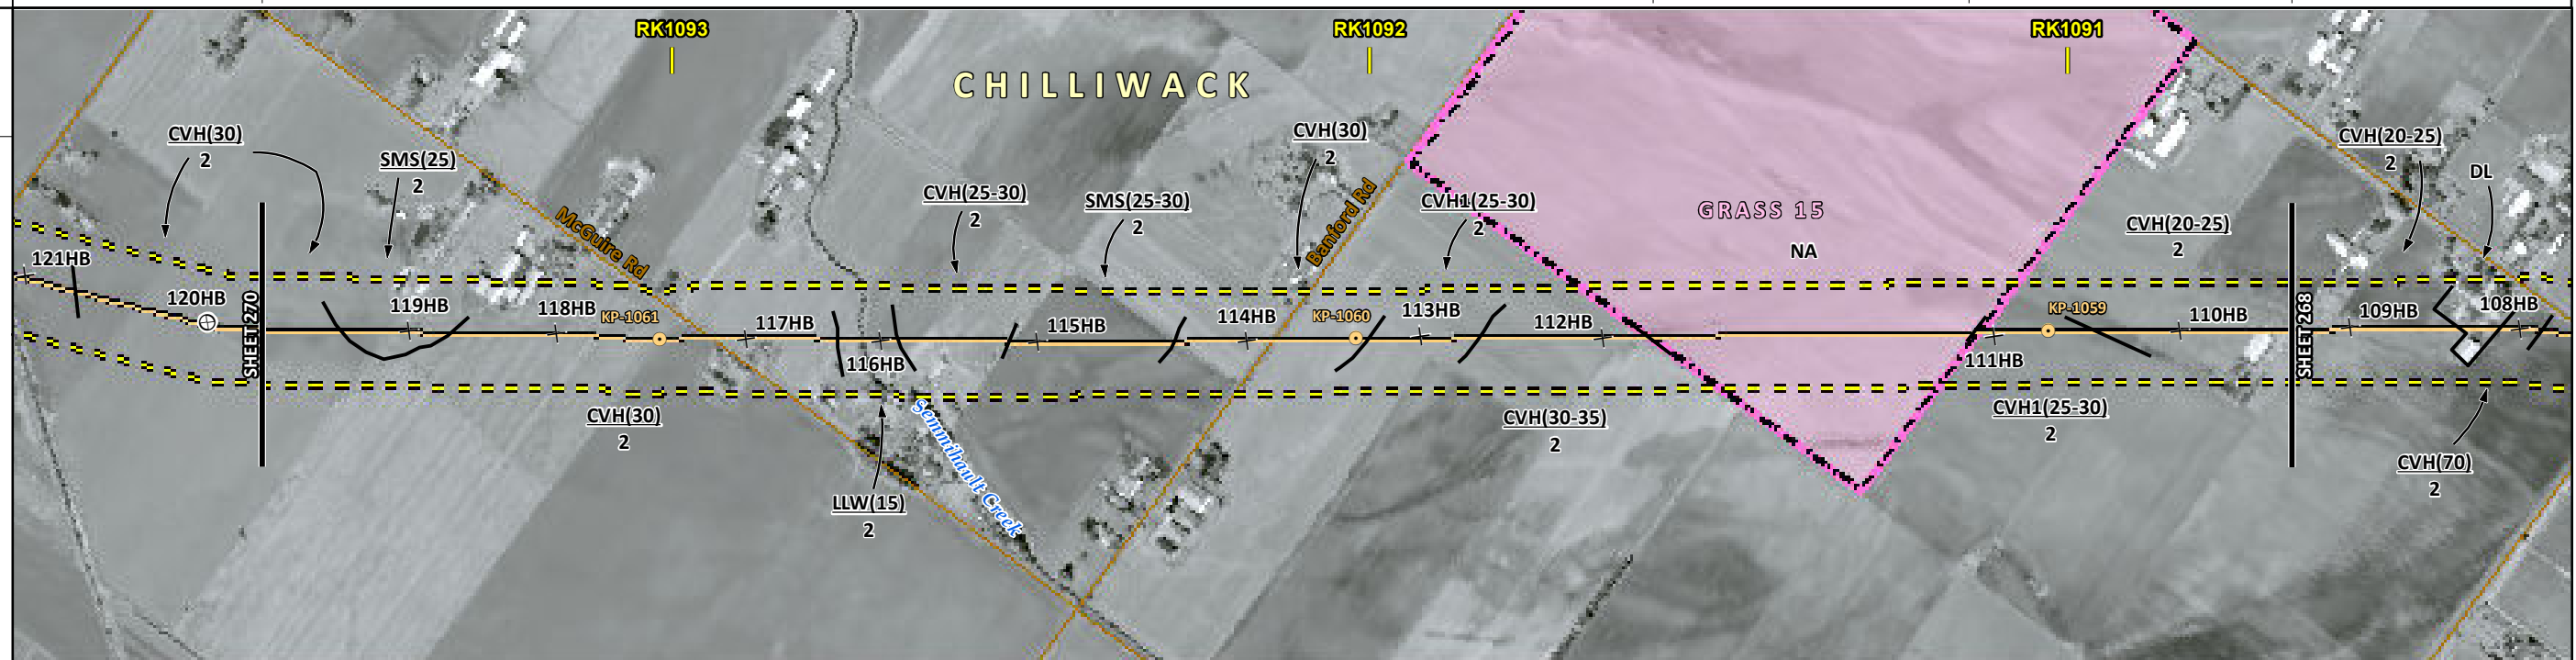 RK1093
RK1092
RK1091
CHILLIWACK
CVH(30)
2
SMS(25)
2
CVH(25-30)
2
SMS(25-30)
2
CVH(30)
2
CVH1(25-30)
2
GRASS 15
NA
CVH(20-25)
2
CVH(20-25)
2
DL
McGuire Rd
Banford Rd
121HB
120HB
SHEET 270
119HB
118HB
KP-1061
117HB
116HB
115HB
114HB
KP-1060
113HB
112HB
111HB
KP-1059
110HB
SHEET 268
109HB
108HB
CVH(30)
2
LLW(15)
2
Semmihault Creek
CVH(30-35)
2
CVH1(25-30)
2
CVH(70)
2